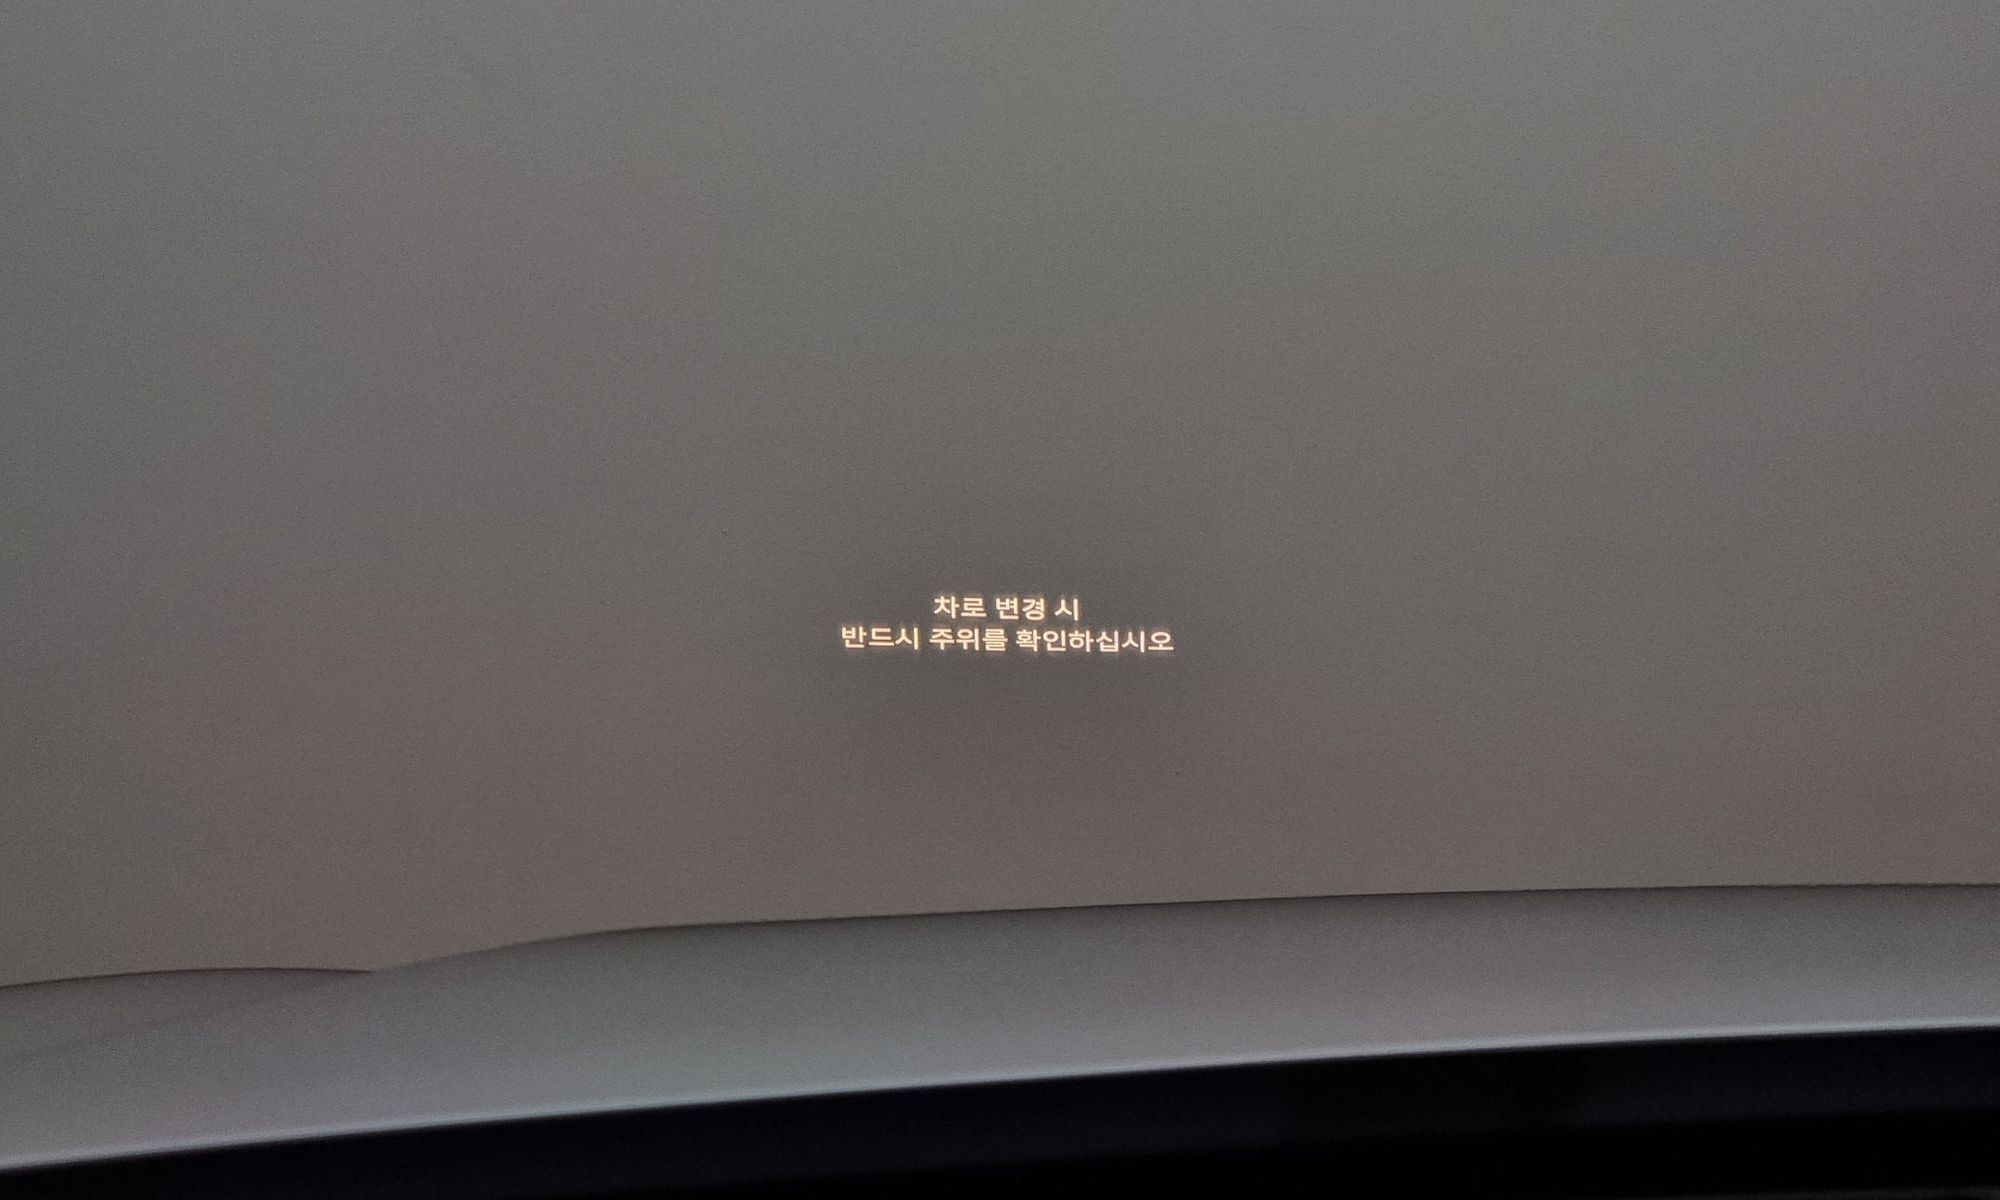 차로 변경 시
반드시 주위를 확인하십시오